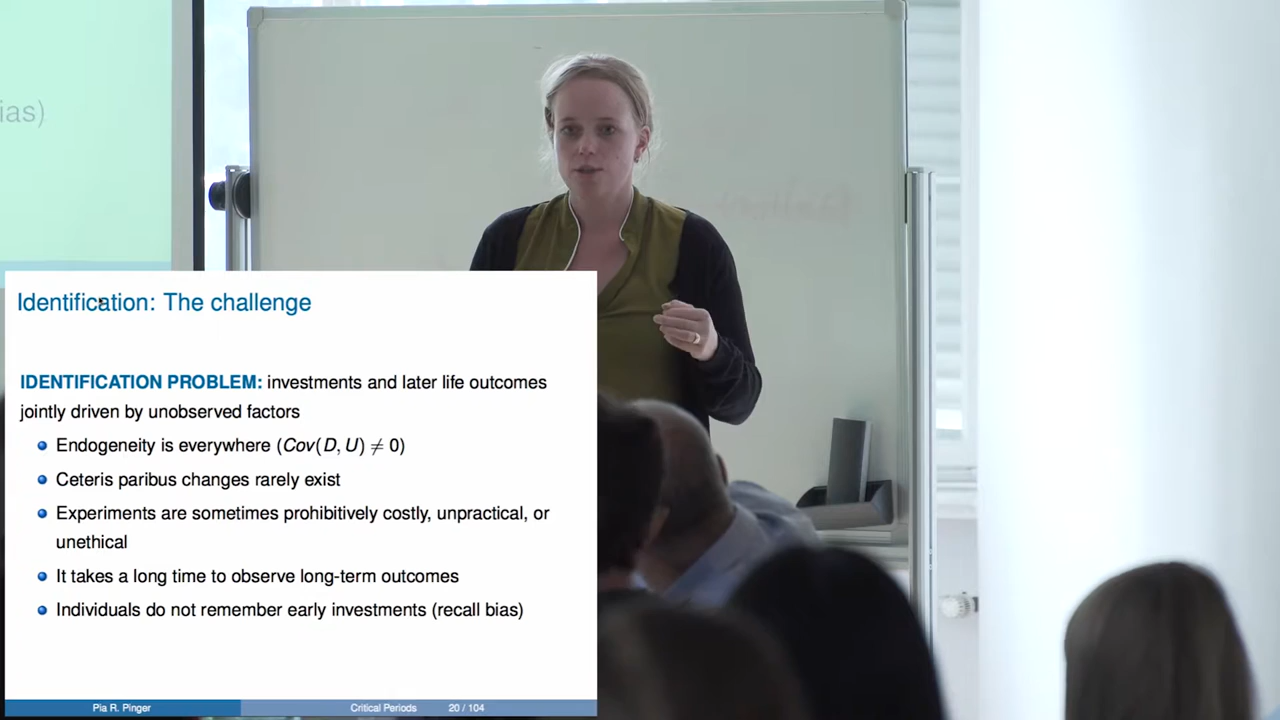 ias)
Identification: The challenge
IDENTIFICATION PROBLEM: investments and later life outcomes
jointly driven by unobserved factors
Endogeneity is everywhere (Cov(D, U) ≠ 0)
Ceteris paribus changes rarely exist
Experiments are sometimes prohibitively costly, unpractical, or
unethical
It takes a long time to observe long-term outcomes
Individuals do not remember early investments (recall bias)
Pia R. Pinger Critical Periods 20 / 104